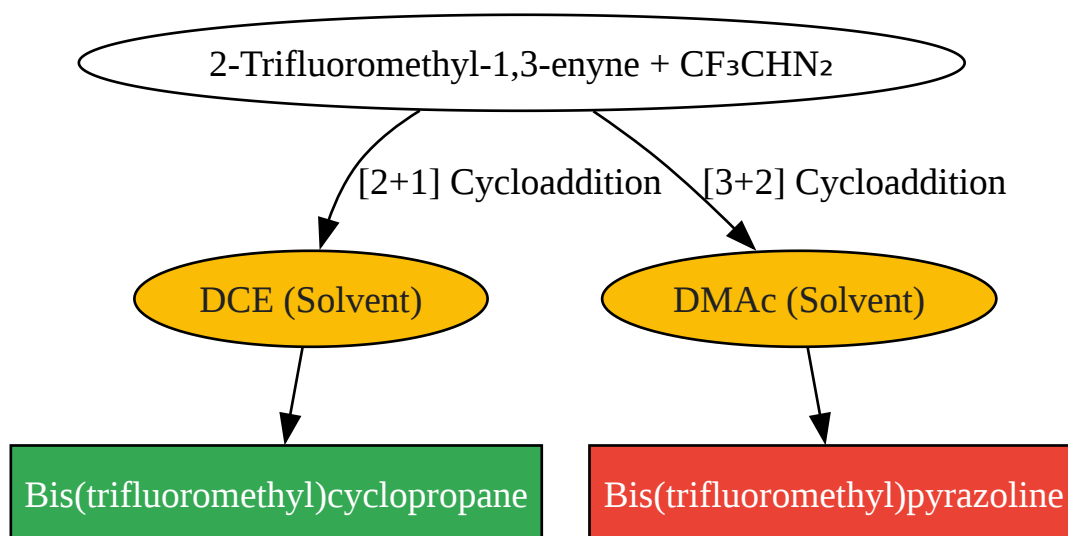 2-Trifluoromethyl-1,3-enyne + CF₃CHN₂
[2+1] Cycloaddition
[3+2] Cycloaddition
DCE (Solvent)
DMAc (Solvent)
Bis(trifluoromethyl)cyclopropane
Bis(trifluoromethyl)pyrazoline